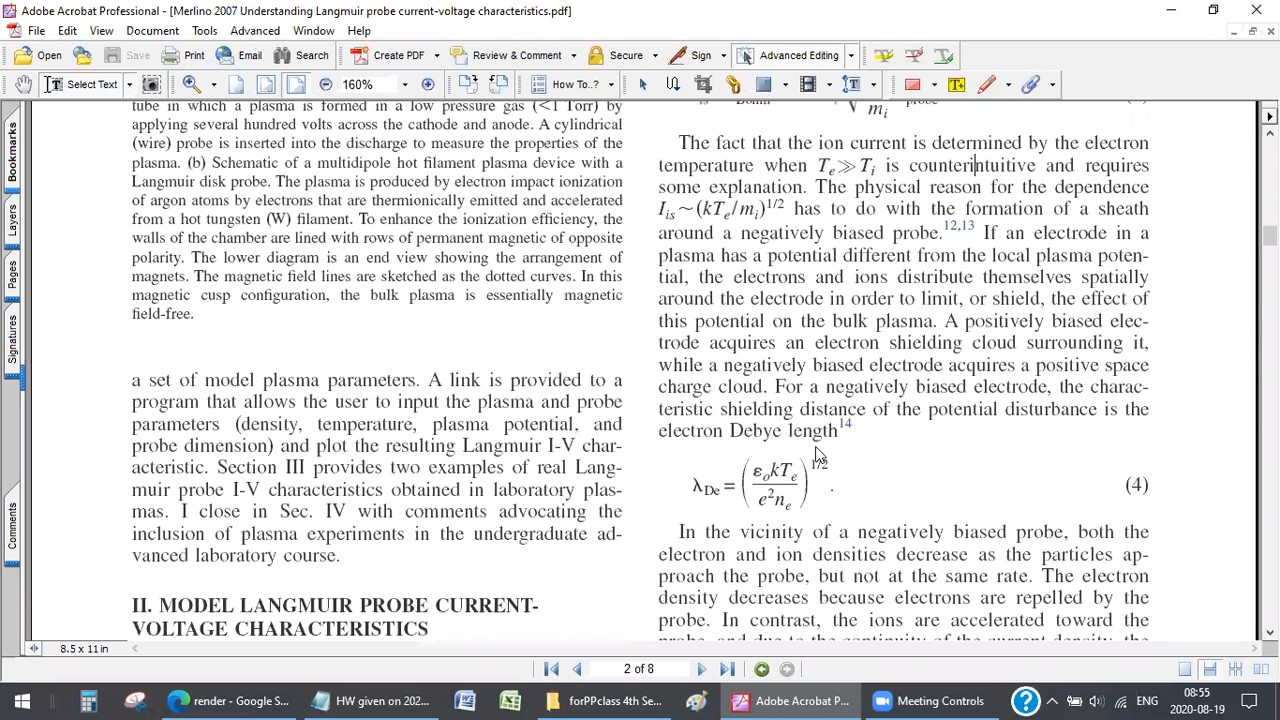 Adobe Acrobat Professional - [Merlino 2007 Understanding Langmuir probe current-voltage characteristics.pdf]
File Edit View Document Tools Advanced Window Help
Open Save Print Email Search Create PDF Review & Comment Secure Sign Advanced Editing
Select Text 160% How To..?
Bookmarks
Layers
Pages
Signatures
Comments
tube in which a plasma is formed in a low pressure gas (<1 Torr) by
applying several hundred volts across the cathode and anode. A cylindrical
(wire) probe is inserted into the discharge to measure the properties of the
plasma. (b) Schematic of a multidipole hot filament plasma device with a
Langmuir disk probe. The plasma is produced by electron impact ionization
of argon atoms by electrons that are thermionically emitted and accelerated
from a hot tungsten (W) filament. To enhance the ionization efficiency, the
walls of the chamber are lined with rows of permanent magnetic of opposite
polarity. The lower diagram is an end view showing the arrangement of
magnets. The magnetic field lines are sketched as the dotted curves. In this
magnetic cusp configuration, the bulk plasma is essentially magnetic
field-free.
a set of model plasma parameters. A link is provided to a
program that allows the user to input the plasma and probe
parameters (density, temperature, plasma potential, and
probe dimension) and plot the resulting Langmuir I-V char-
acteristic. Section III provides two examples of real Lang-
muir probe I-V characteristics obtained in laboratory plas-
mas. I close in Sec. IV with comments advocating the
inclusion of plasma experiments in the undergraduate ad-
vanced laboratory course.
II. MODEL LANGMUIR PROBE CURRENT-
VOLTAGE CHARACTERISTICS
mᵢ
The fact that the ion current is determined by the electron
temperature when Tₑ≫Tᵢ is counterintuitive and requires
some explanation. The physical reason for the dependence
Iᵢₛ∼(kTₑ/mᵢ)^1/2 has to do with the formation of a sheath
around a negatively biased probe.12,13 If an electrode in a
plasma has a potential different from the local plasma poten-
tial, the electrons and ions distribute themselves spatially
around the electrode in order to limit, or shield, the effect of
this potential on the bulk plasma. A positively biased elec-
trode acquires an electron shielding cloud surrounding it,
while a negatively biased electrode acquires a positive space
charge cloud. For a negatively biased electrode, the charac-
teristic shielding distance of the potential disturbance is the
electron Debye length14
λ_De = (ε₀kTₑ / e²nₑ)^1/2 . (4)
In the vicinity of a negatively biased probe, both the
electron and ion densities decrease as the particles ap-
proach the probe, but not at the same rate. The electron
density decreases because electrons are repelled by the
probe. In contrast, the ions are accelerated toward the
probe, and due to the continuity of the current density, the
8.5 x 11 in
2 of 8
render - Google S... HW given on 202... forPPclass 4th Se... Adobe Acrobat P... Meeting Controls ENG 08:55
2020-08-19